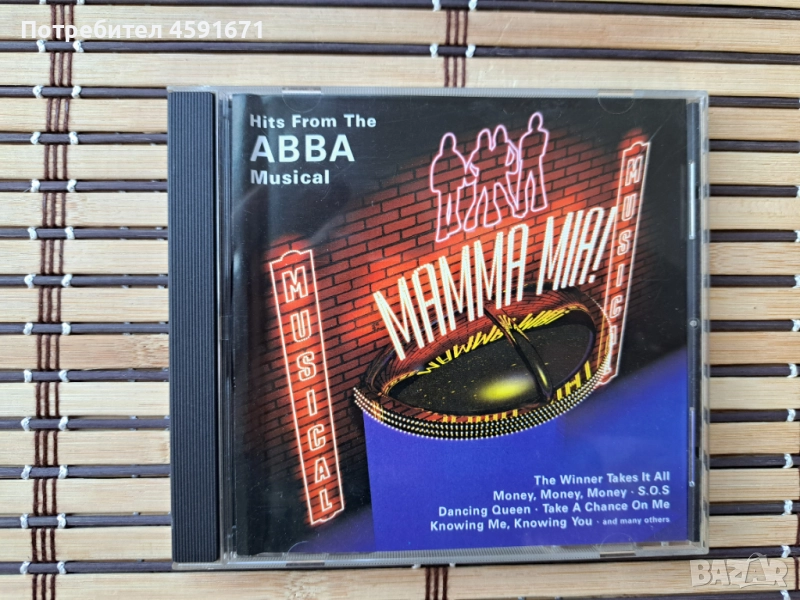 Потребител 4591671
Hits From The
ABBA
Musical
MAMMA MIA!
MUSICAL
MUSICAL
The Winner Takes It All
Money, Money, Money · S.O.S
Dancing Queen · Take A Chance On Me
Knowing Me, Knowing You · and many others
BAZAR